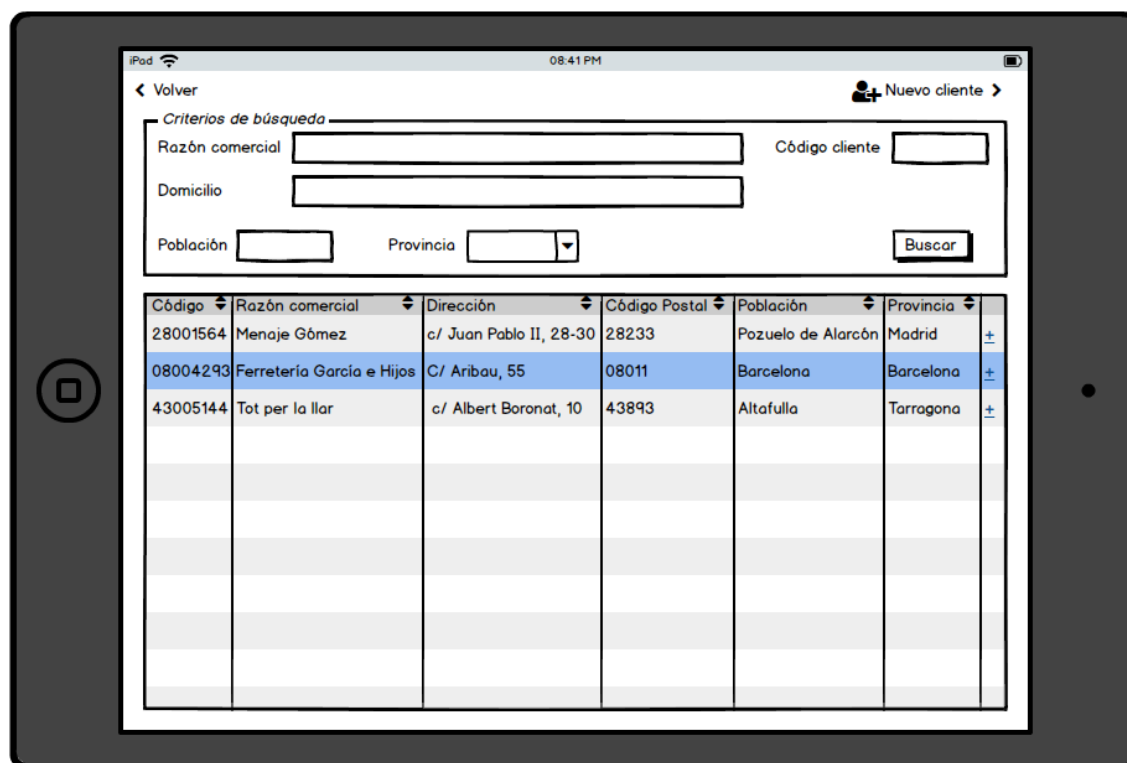 iPad 08:41 PM
Volver Nuevo cliente
Criterios de búsqueda
Razón comercial Código cliente
Domicilio
Población Provincia Buscar
Código Razón comercial Dirección Código Postal Población Provincia
28001564 Menaje Gómez c/ Juan Pablo II, 28-30 28233 Pozuelo de Alarcón Madrid +
08004293 Ferretería García e Hijos C/ Aribau, 55 08011 Barcelona Barcelona +
43005144 Tot per la llar c/ Albert Boronat, 10 43893 Altafulla Tarragona +